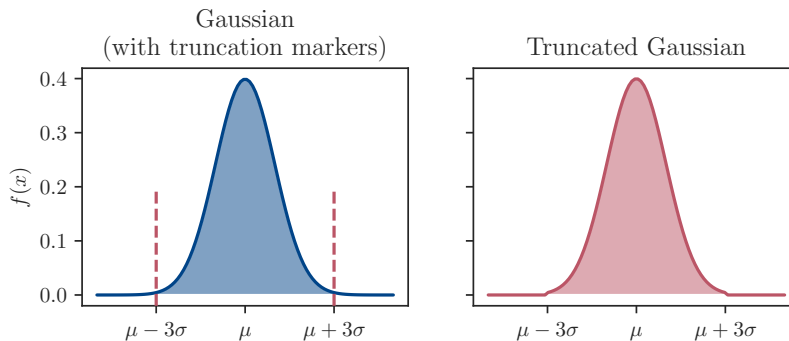 Gaussian
(with truncation markers)
Truncated Gaussian
0.4
0.3
0.2
0.1
0.0
f(x)
μ − 3σ
μ
μ + 3σ
μ − 3σ
μ
μ + 3σ